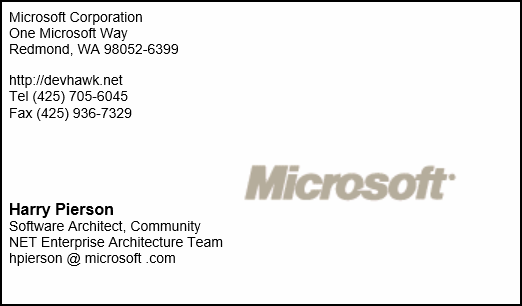 Microsoft Corporation
One Microsoft Way
Redmond, WA 98052-6399
http://devhawk.net
Tel (425) 705-6045
Fax (425) 936-7329
Microsoft
Harry Pierson
Software Architect, Community
NET Enterprise Architecture Team
hpierson @ microsoft .com